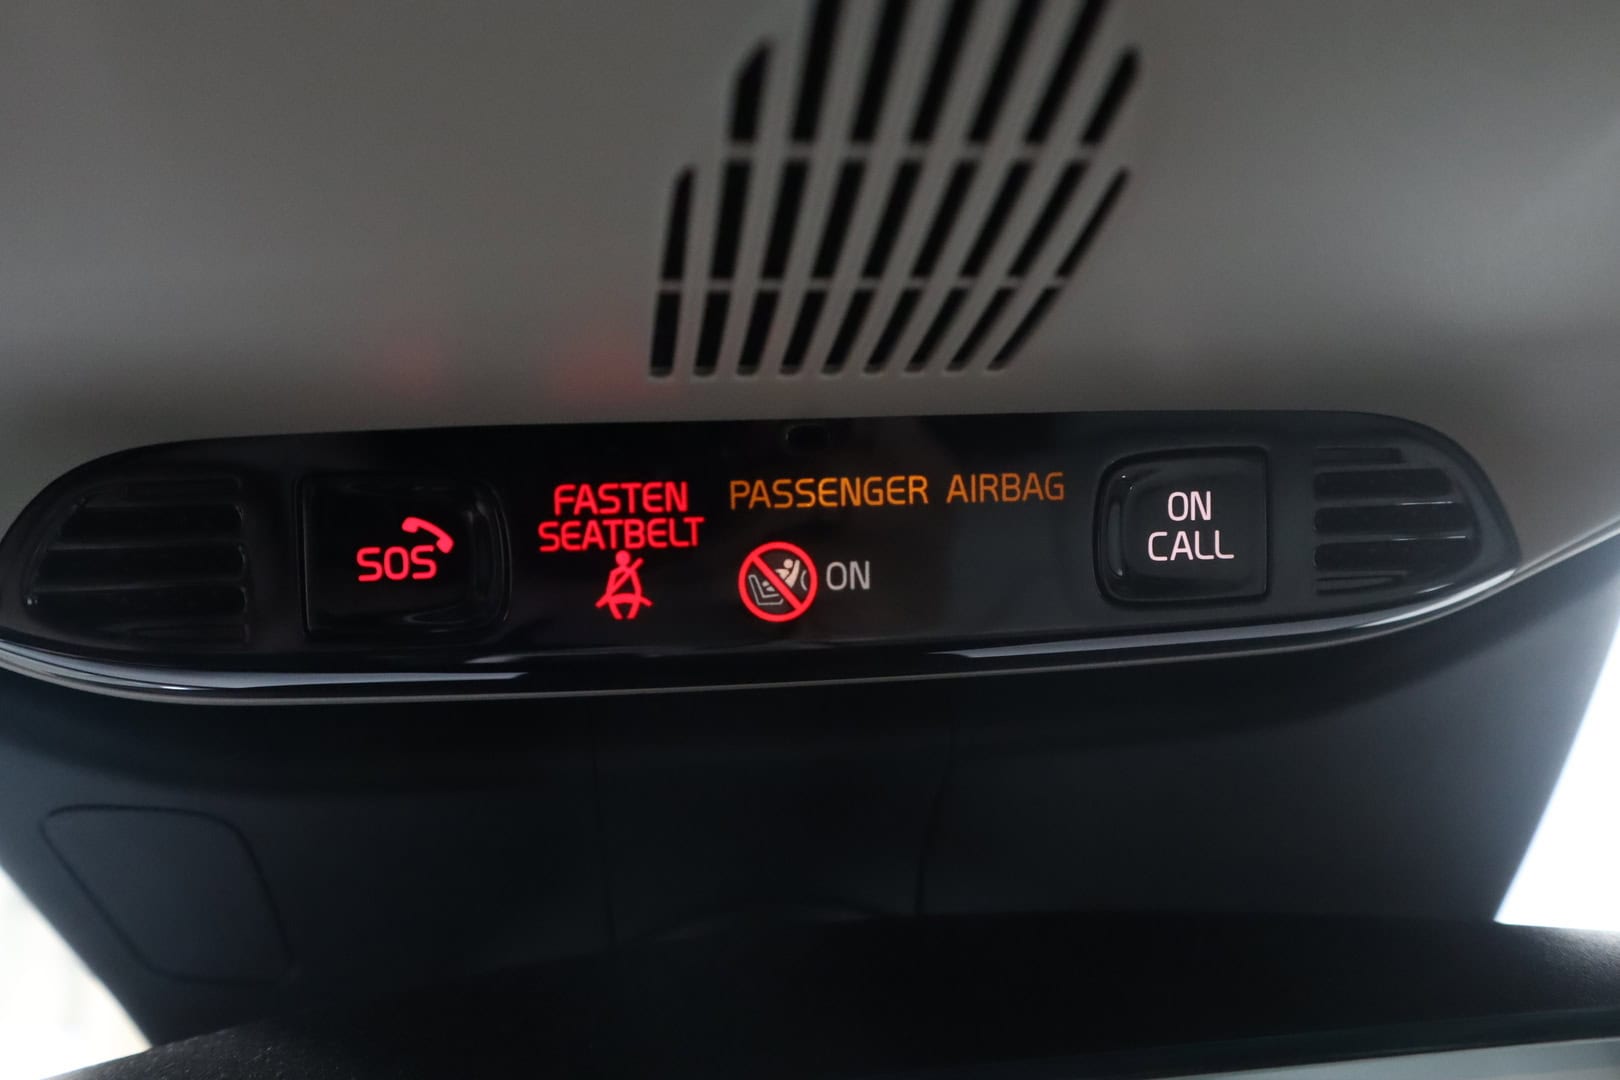 SOS
FASTEN
SEATBELT
PASSENGER AIRBAG
ON
ON
CALL